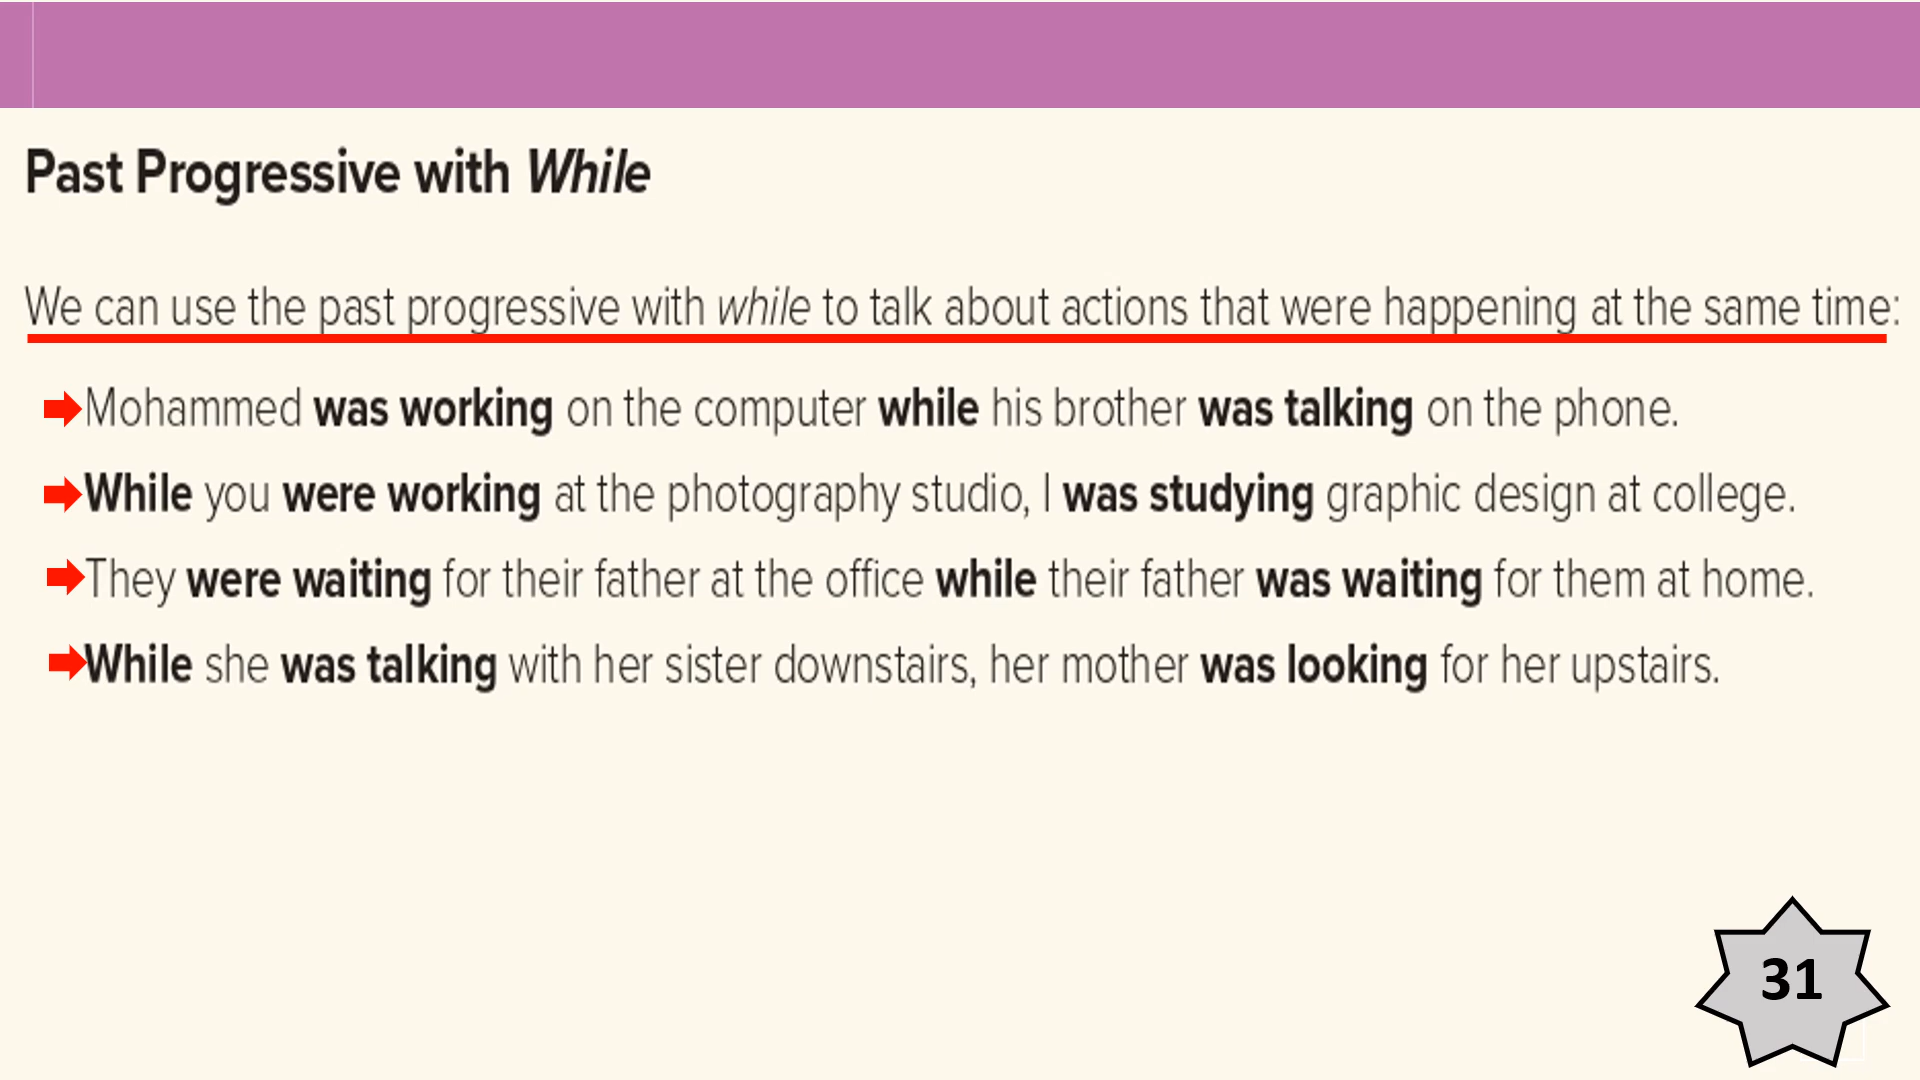 Past Progressive with While
We can use the past progressive with while to talk about actions that were happening at the same time:
Mohammed was working on the computer while his brother was talking on the phone.
While you were working at the photography studio, I was studying graphic design at college.
They were waiting for their father at the office while their father was waiting for them at home.
While she was talking with her sister downstairs, her mother was looking for her upstairs.
31